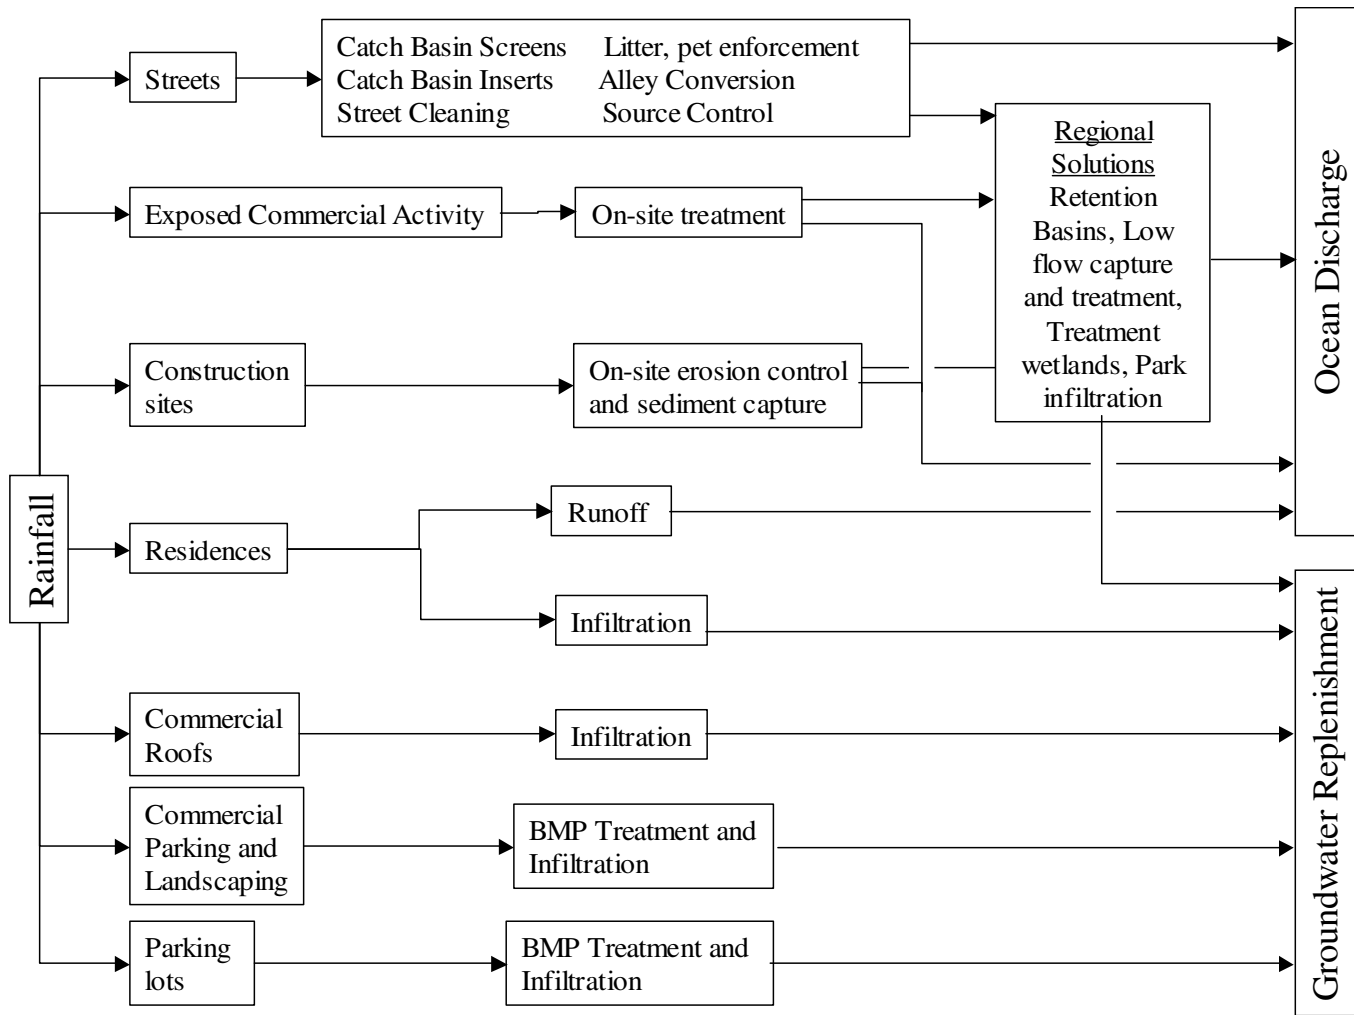 Rainfall
Streets
Catch Basin Screens Litter, pet enforcement
Catch Basin Inserts Alley Conversion
Street Cleaning Source Control
Exposed Commercial Activity
On-site treatment
Construction
sites
On-site erosion control
and sediment capture
Regional
Solutions
Retention
Basins, Low
flow capture
and treatment,
Treatment
wetlands, Park
infiltration
Residences
Runoff
Infiltration
Commercial
Roofs
Infiltration
Commercial
Parking and
Landscaping
BMP Treatment and
Infiltration
Parking
lots
BMP Treatment and
Infiltration
Ocean Discharge
Groundwater Replenishment